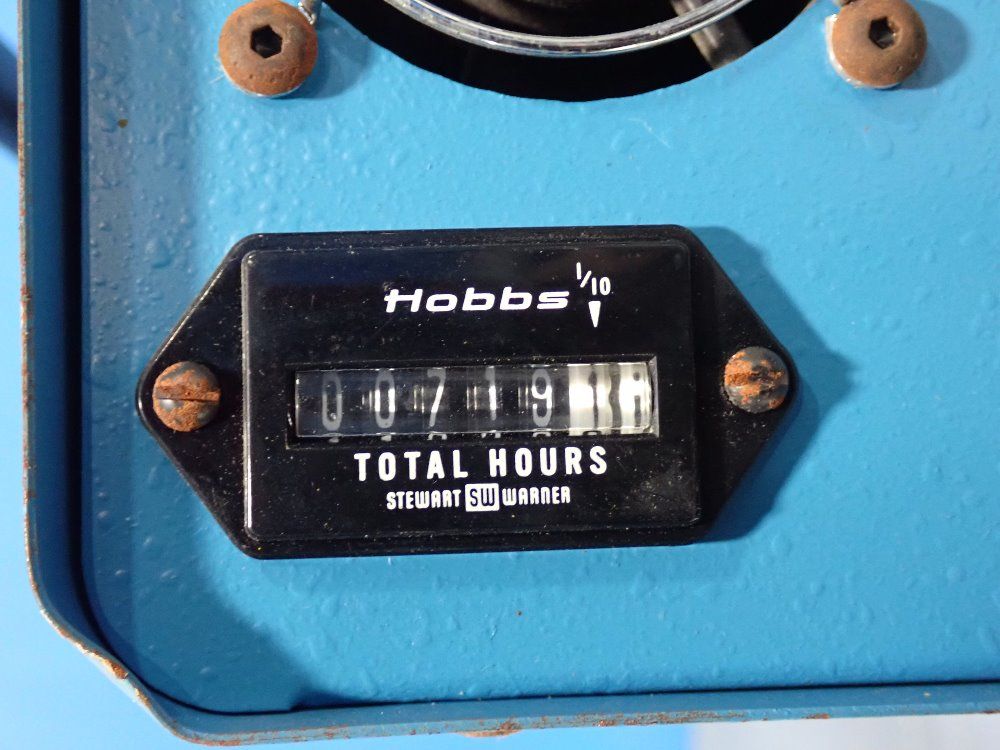 Hobbs 1/10
00719
TOTAL HOURS
STEWART SW WARNER